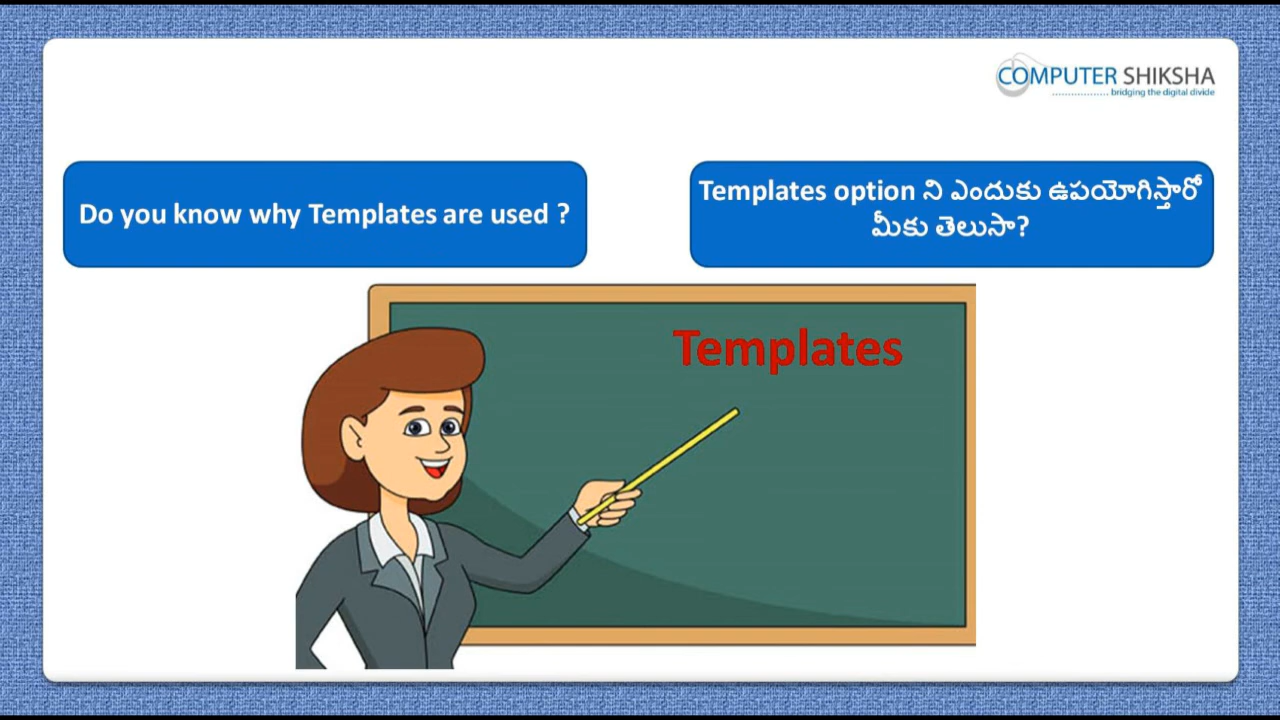 COMPUTER SHIKSHA
bridging the digital divide
Do you know why Templates are used ?
Templates option ని ఎందుకు ఉపయోగిస్తారో
మీకు తెలుసా?
Templates